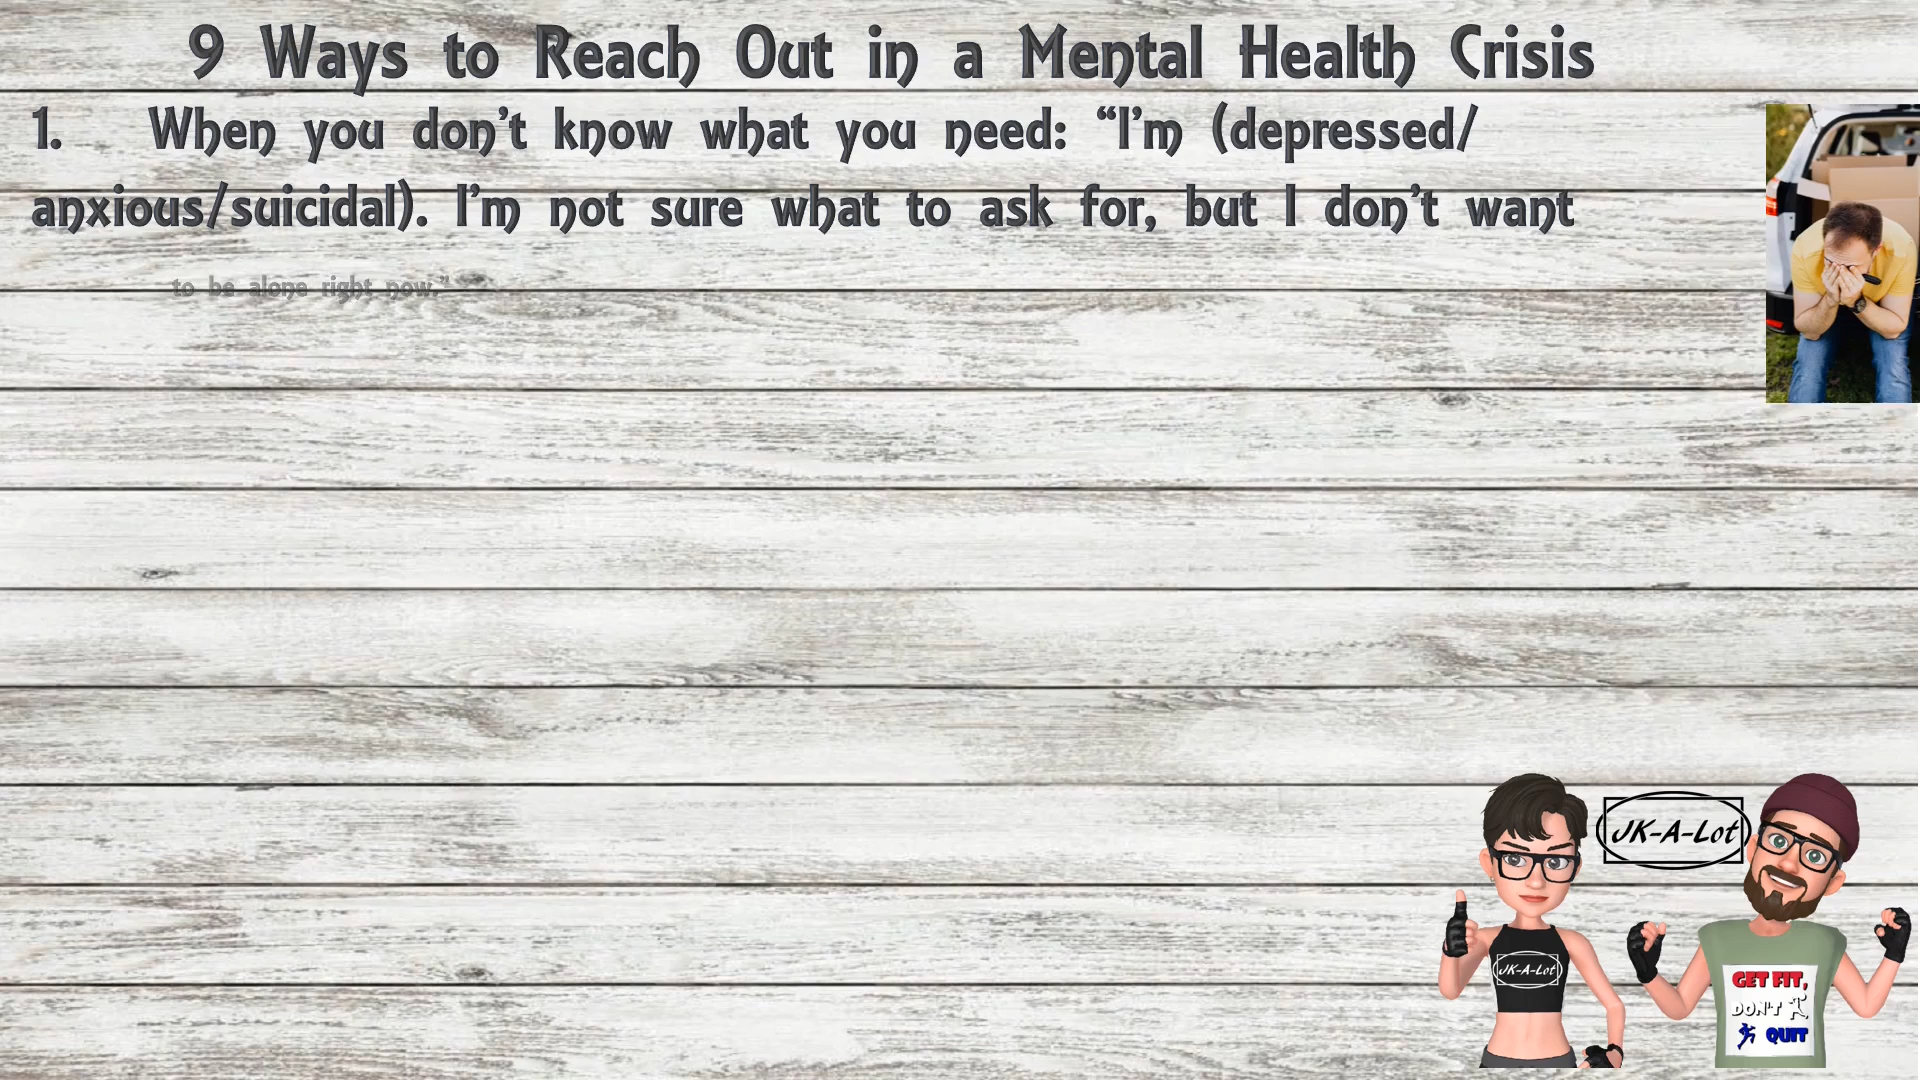 9 Ways to Reach Out in a Mental Health Crisis
1. When you don't know what you need: “I'm (depressed/
anxious/suicidal). I'm not sure what to ask for, but I don't want
to be alone right now.”
JK-A-Lot
JK-A-Lot
GET FIT,
DON'T
QUIT